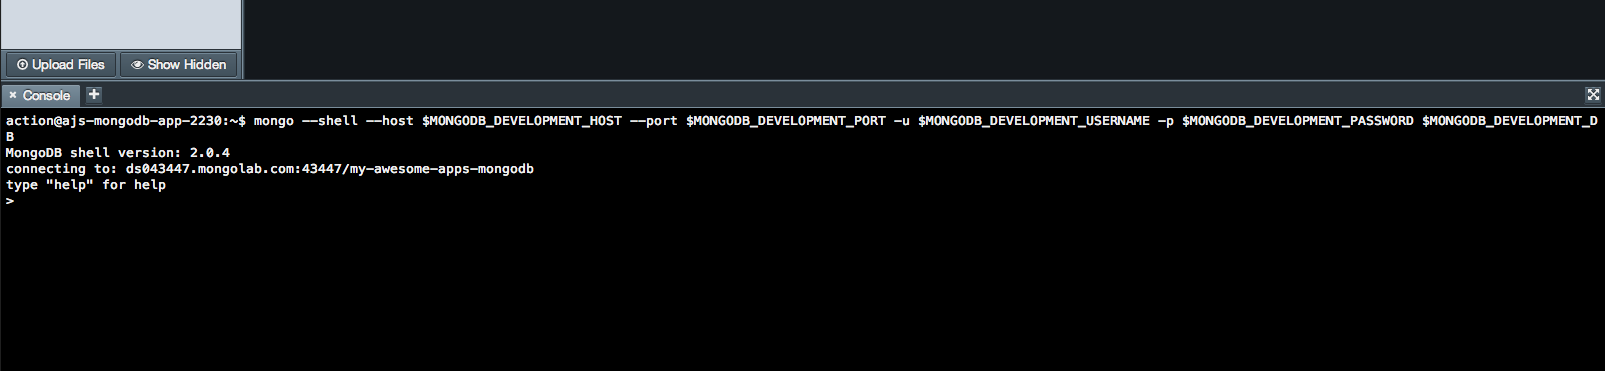 Upload Files Show Hidden
× Console +
action@ajs-mongodb-app-2230:~$ mongo --shell --host $MONGODB_DEVELOPMENT_HOST --port $MONGODB_DEVELOPMENT_PORT -u $MONGODB_DEVELOPMENT_USERNAME -p $MONGODB_DEVELOPMENT_PASSWORD $MONGODB_DEVELOPMENT_D
B
MongoDB shell version: 2.0.4
connecting to: ds043447.mongolab.com:43447/my-awesome-apps-mongodb
type "help" for help
>